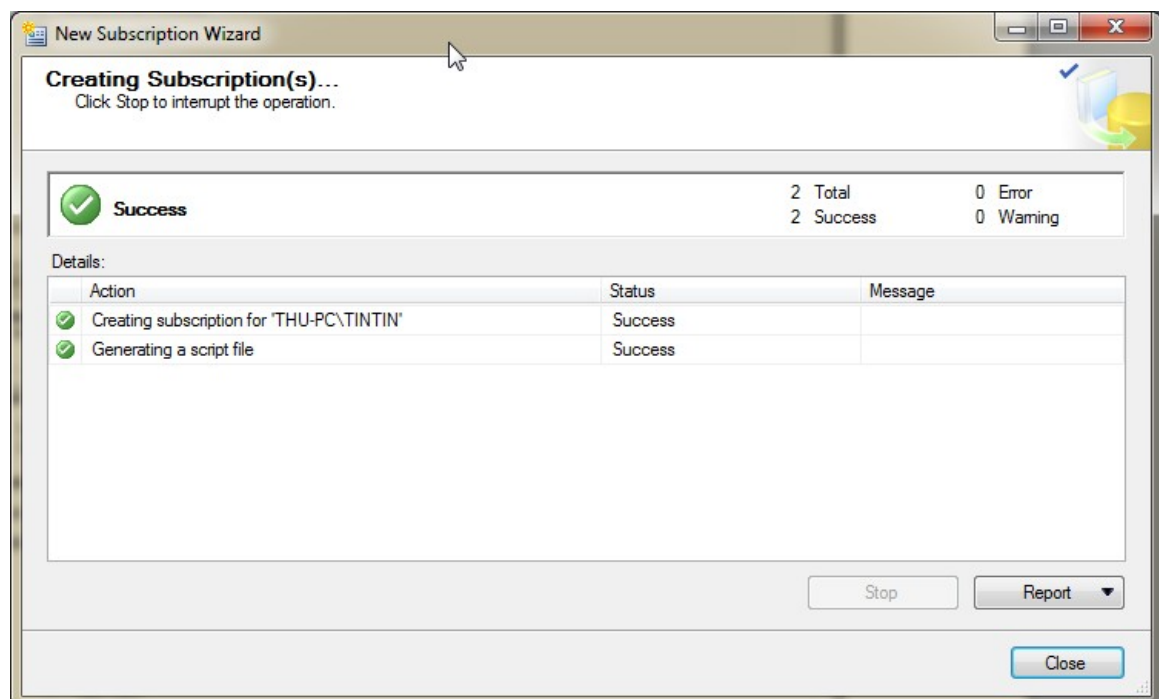 New Subscription Wizard
Creating Subscription(s)...
Click Stop to interrupt the operation.
Success 2 Total 0 Error
2 Success 0 Warning
Details:
Action Status Message
Creating subscription for 'THU-PC\TINTIN' Success
Generating a script file Success
Stop Report
Close